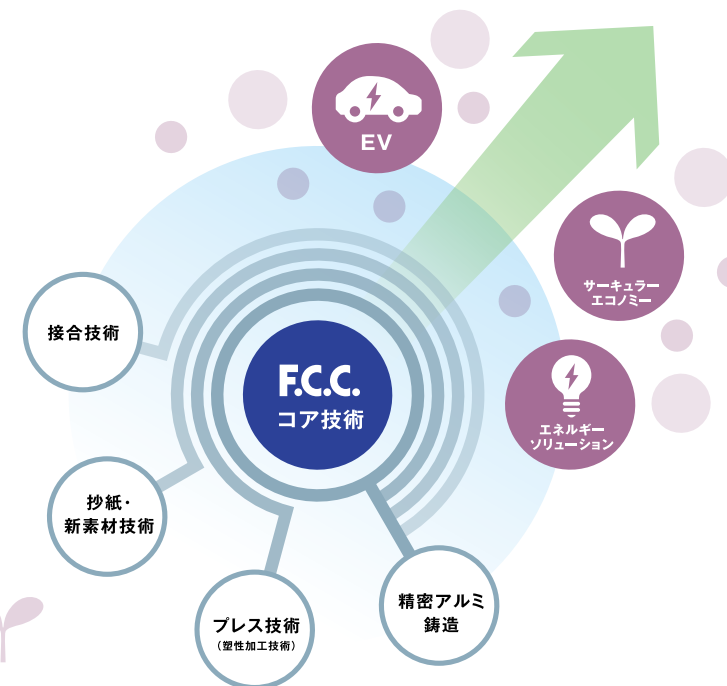 EV
サーキュラー
エコノミー
エネルギー
ソリューション
F.C.C.
コア技術
接合技術
抄紙・
新素材技術
プレス技術
（塑性加工技術）
精密アルミ
鋳造